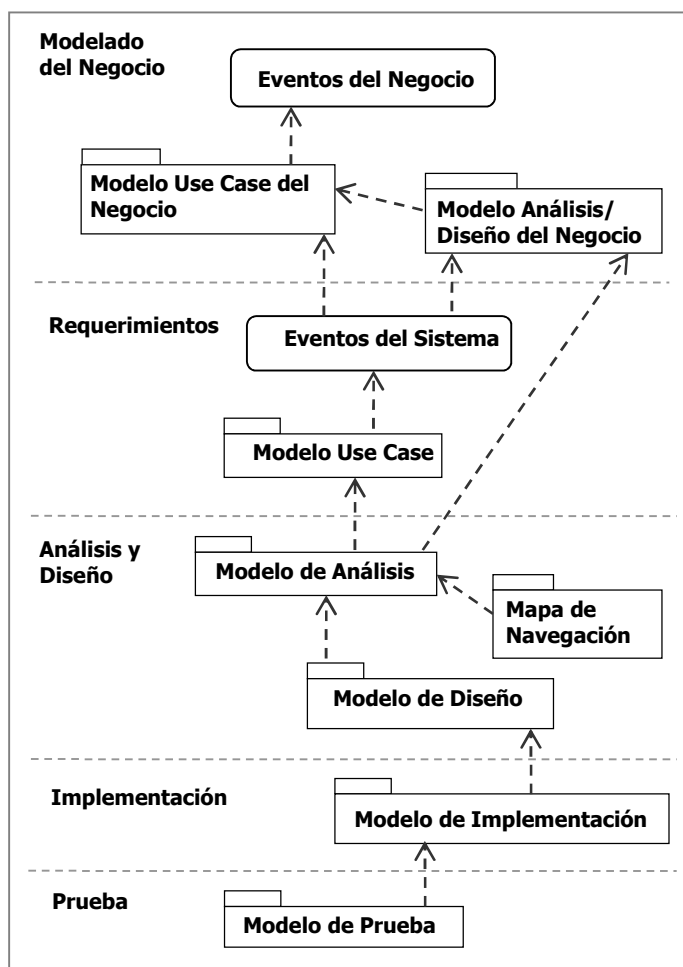 Modelado
del Negocio
Eventos del Negocio
Modelo Use Case del
Negocio
Modelo Análisis/
Diseño del Negocio
Requerimientos
Eventos del Sistema
Modelo Use Case
Análisis y
Diseño
Modelo de Análisis
Mapa de
Navegación
Modelo de Diseño
Implementación
Modelo de Implementación
Prueba
Modelo de Prueba